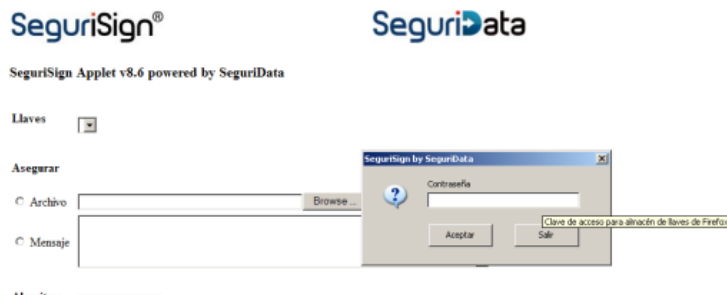 SeguriSign®
SeguriData
SeguriSign Applet v8.6 powered by SeguriData
Llaves
SeguriSign by SeguriData
Asegurar
Contraseña
Archivo
Browse...
Clave de acceso para almacén de llaves de Firefox
Mensaje
Aceptar
Salir